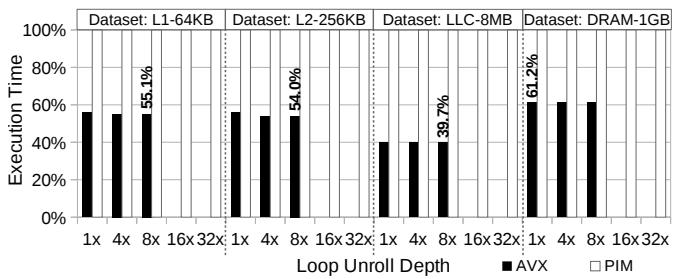 Dataset: L1-64KB Dataset: L2-256KB Dataset: LLC-8MB Dataset: DRAM-1GB
100%
80%
60%
40%
20%
0%
Execution Time
55.1%
54.0%
39.7%
61.2%
1x 4x 8x 16x 32x 1x 4x 8x 16x 32x 1x 4x 8x 16x 32x 1x 4x 8x 16x 32x
Loop Unroll Depth
AVX PIM